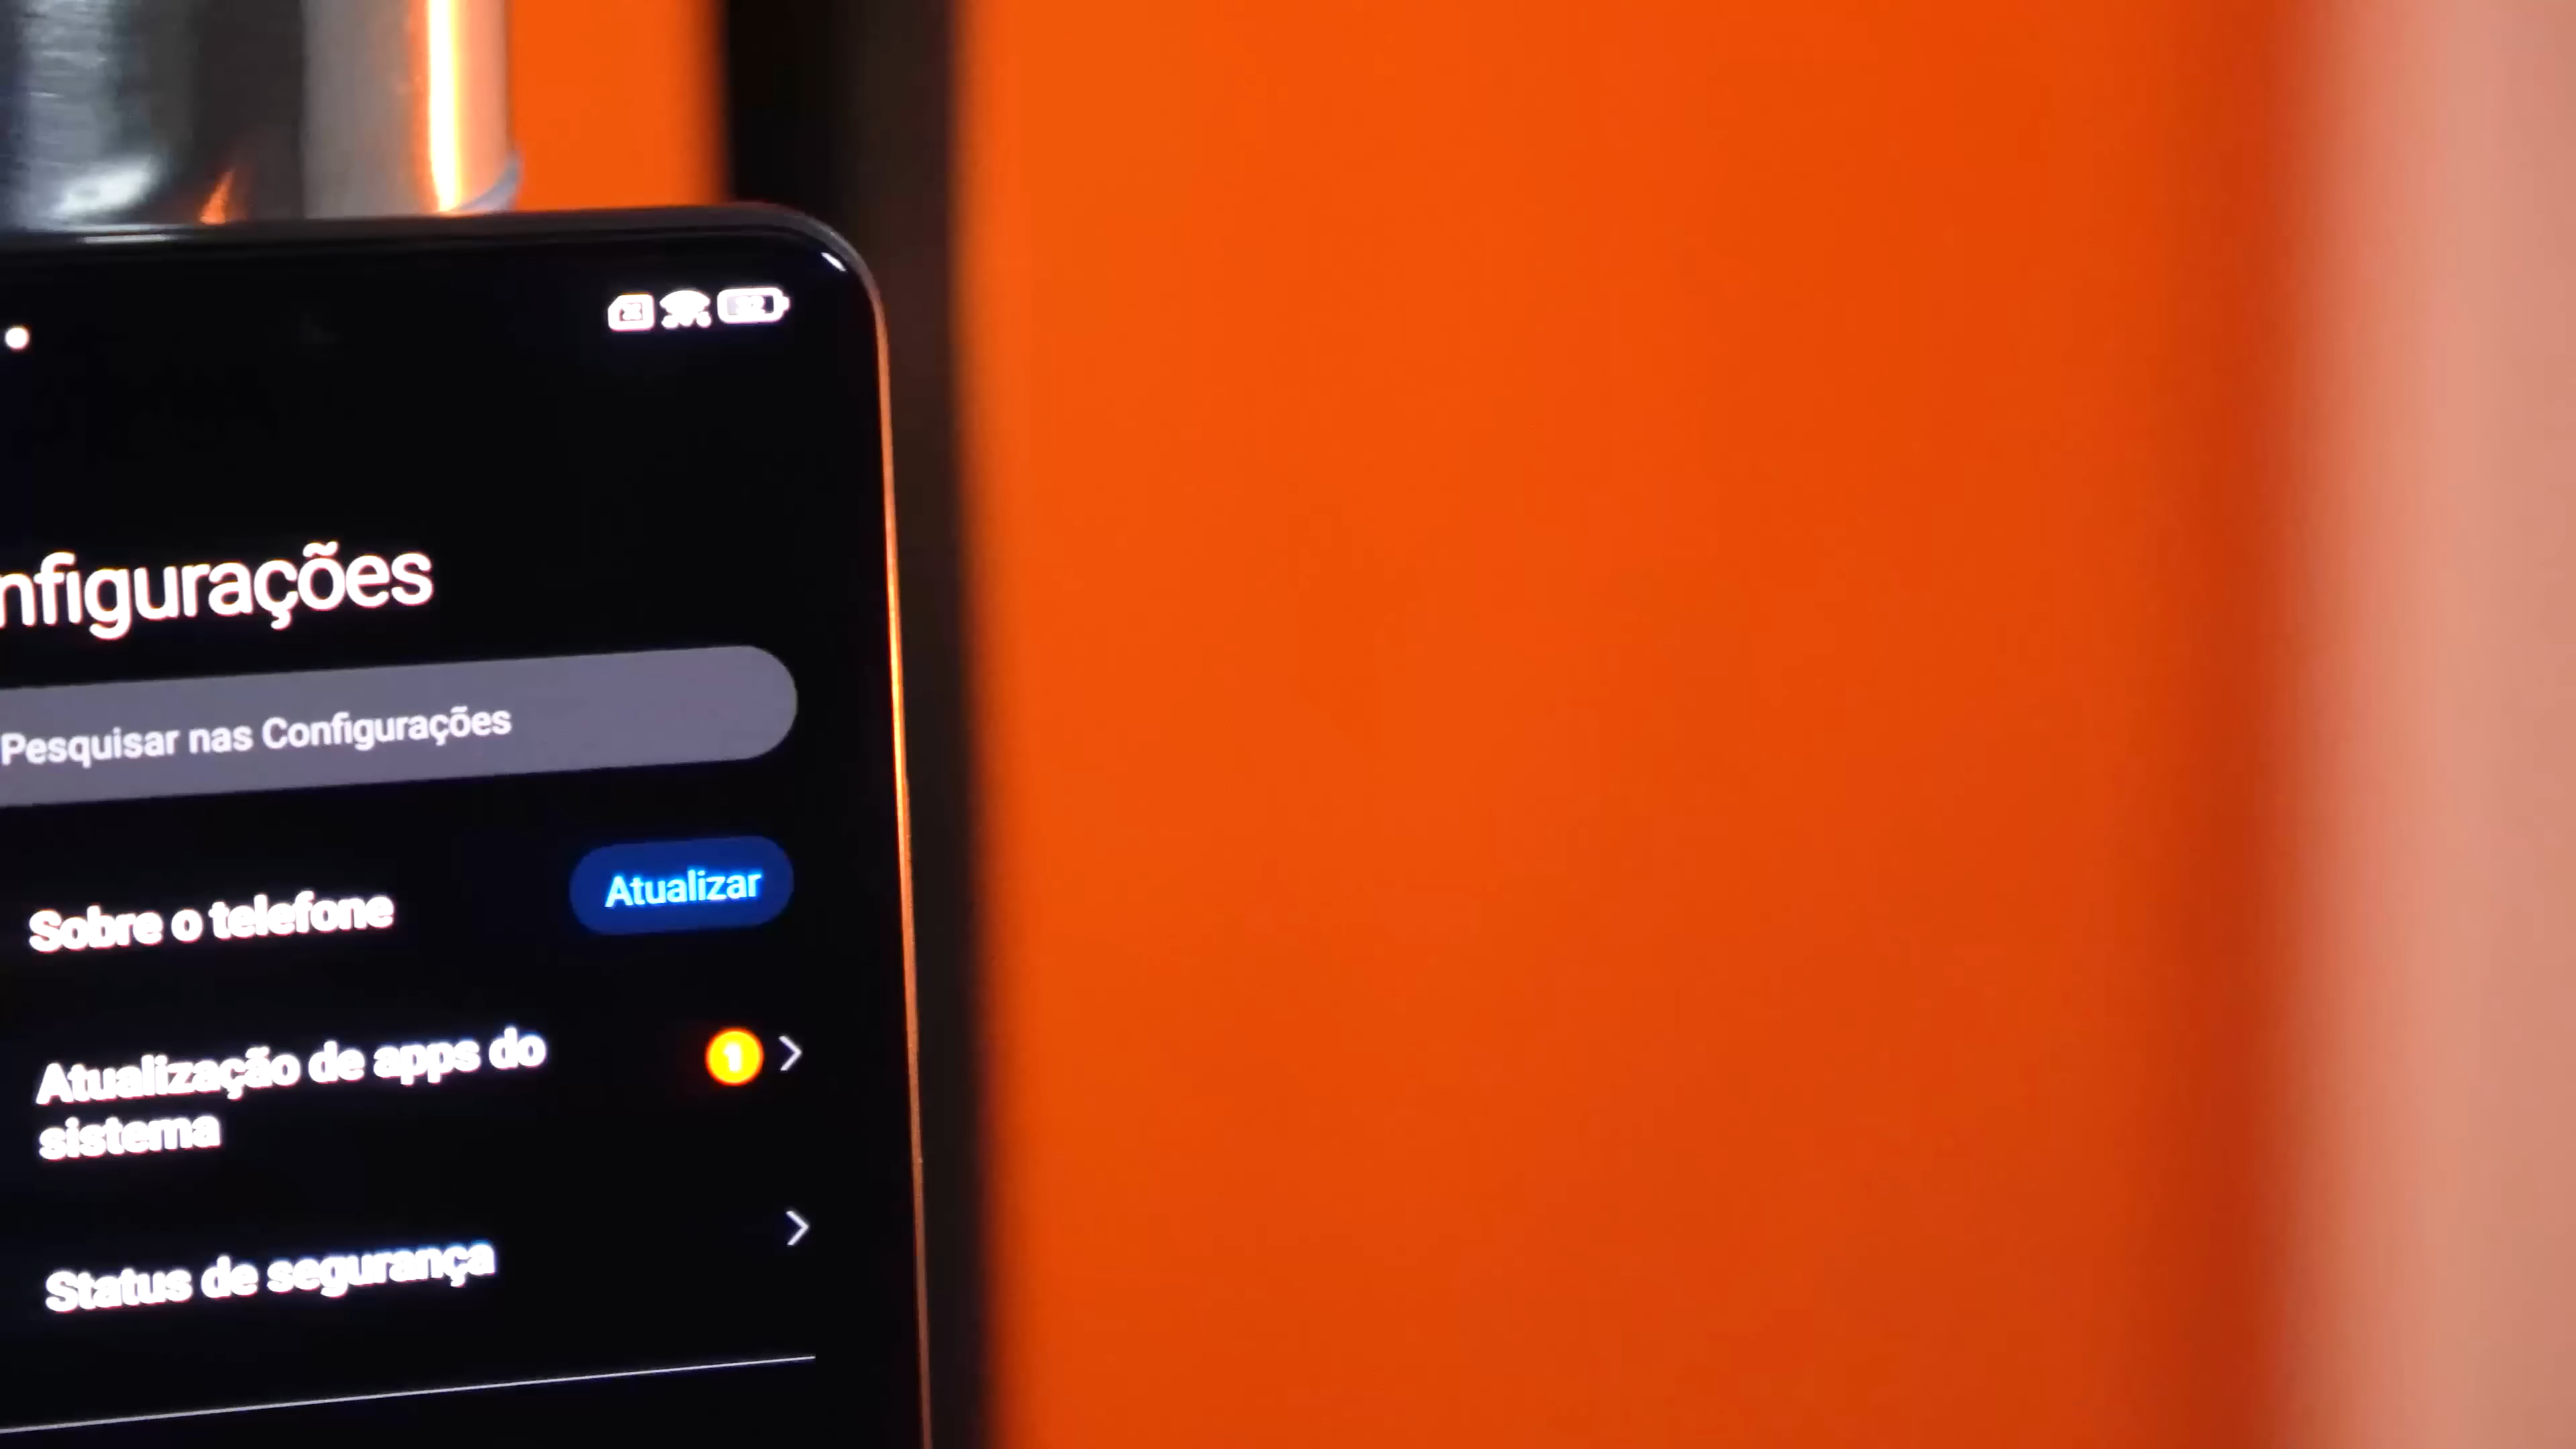 nfigurações
Pesquisar nas Configurações
Sobre o telefone
Atualizar
Atualização de apps do
sistema
1
Status de segurança